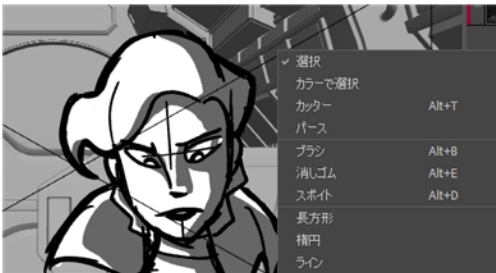 選択
カラーで選択
カッター Alt+T
パース
ブラシ Alt+B
消しゴム Alt+E
スポイト Alt+D
長方形
楕円
ライン